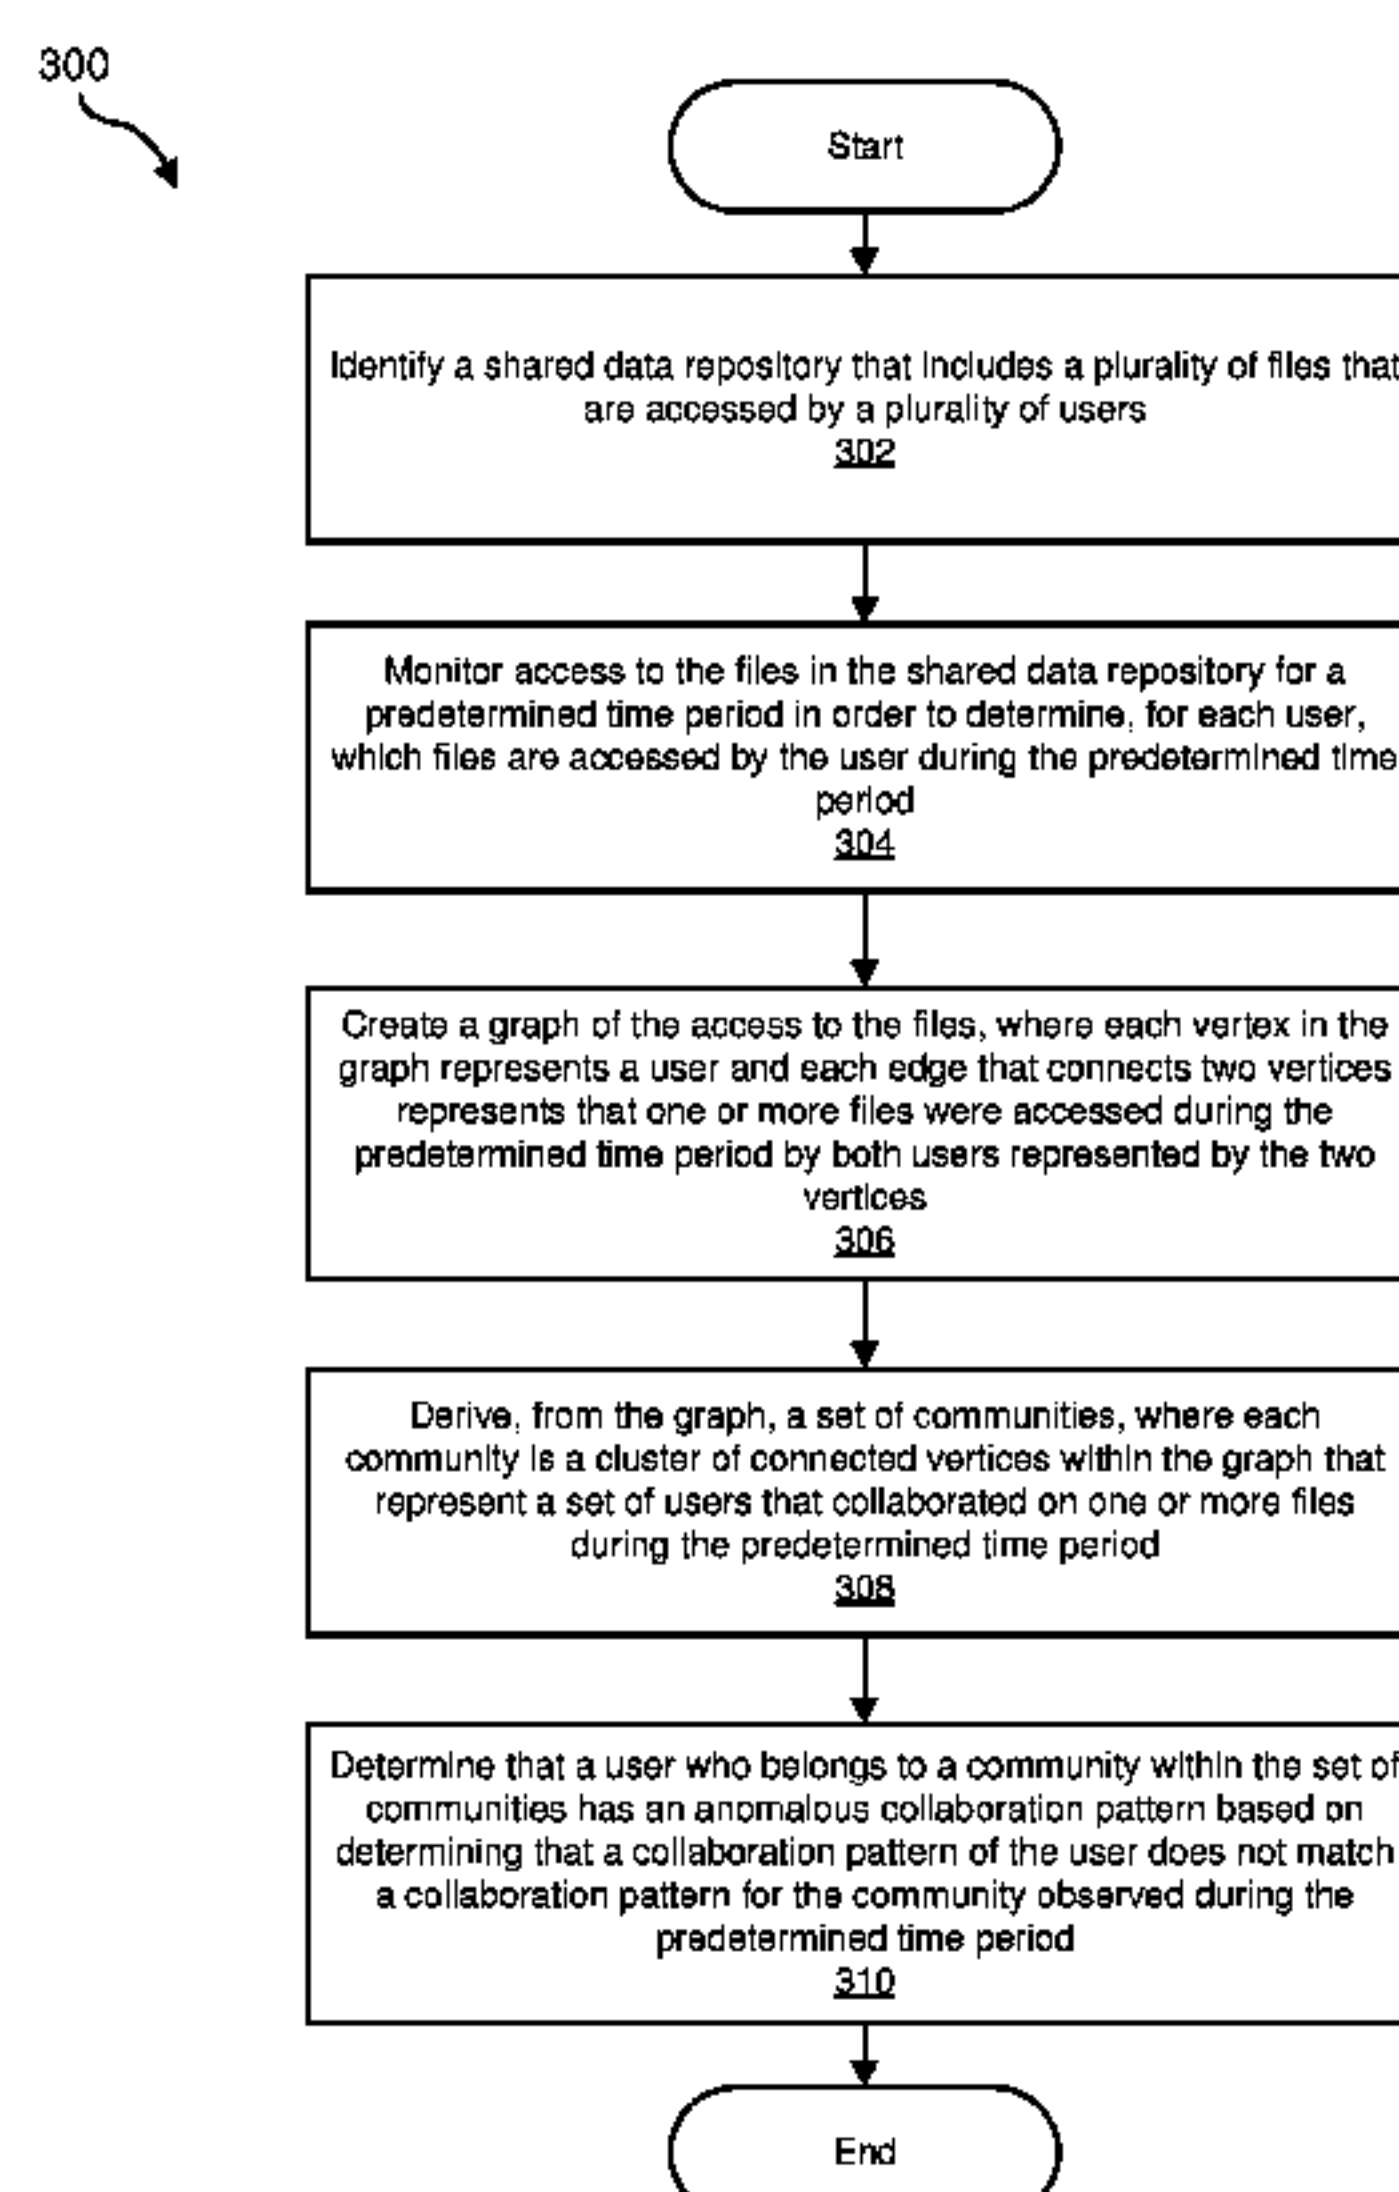 300
Start
Identify a shared data repository that includes a plurality of files that
are accessed by a plurality of users
302
Monitor access to the files in the shared data repository for a
predetermined time period in order to determine, for each user,
which files are accessed by the user during the predetermined time
period
304
Create a graph of the access to the files, where each vertex in the
graph represents a user and each edge that connects two vertices
represents that one or more files were accessed during the
predetermined time period by both users represented by the two
vertices
306
Derive, from the graph, a set of communities, where each
community is a cluster of connected vertices within the graph that
represent a set of users that collaborated on one or more files
during the predetermined time period
308
Determine that a user who belongs to a community within the set of
communities has an anomalous collaboration pattern based on
determining that a collaboration pattern of the user does not match
a collaboration pattern for the community observed during the
predetermined time period
310
End